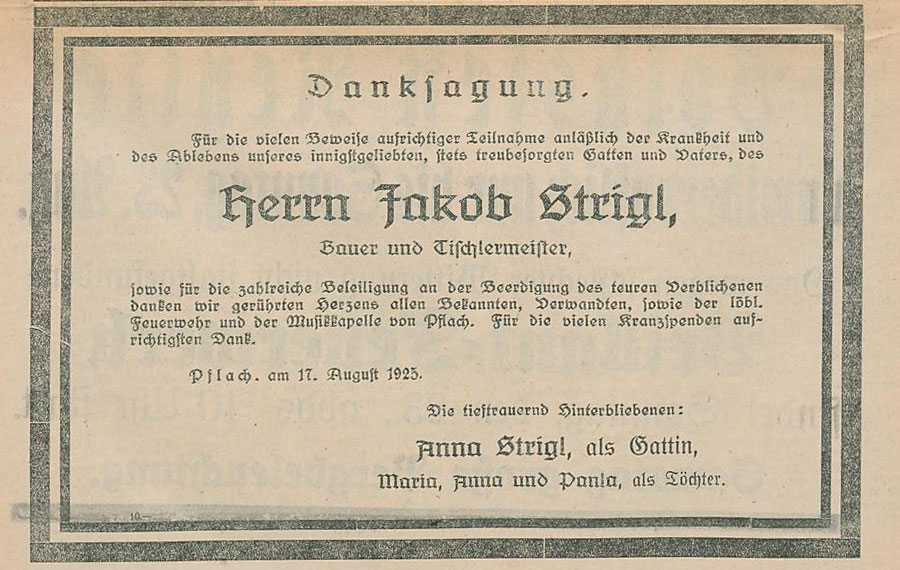 Danksagung.
Für die vielen Beweise aufrichtiger Teilnahme anläßlich der Krankheit und
des Ablebens unseres innigstgeliebten, stets treubesorgten Gatten und Vaters, des
Herrn Jakob Strigl,
Bauer und Tischlermeister,
sowie für die zahlreiche Beteiligung an der Beerdigung des teuren Verblichenen
danken wir gerührten Herzens allen Bekannten, Verwandten, sowie der löbl.
Feuerwehr und der Musikkapelle von Pflach. Für die vielen Kranzspenden auf-
richtigsten Dank.
Pflach. am 17. August 1925.
Die tieftrauernd Hinterbliebenen:
Anna Strigl, als Gattin,
Maria, Anna und Paula, als Töchter.
10.—